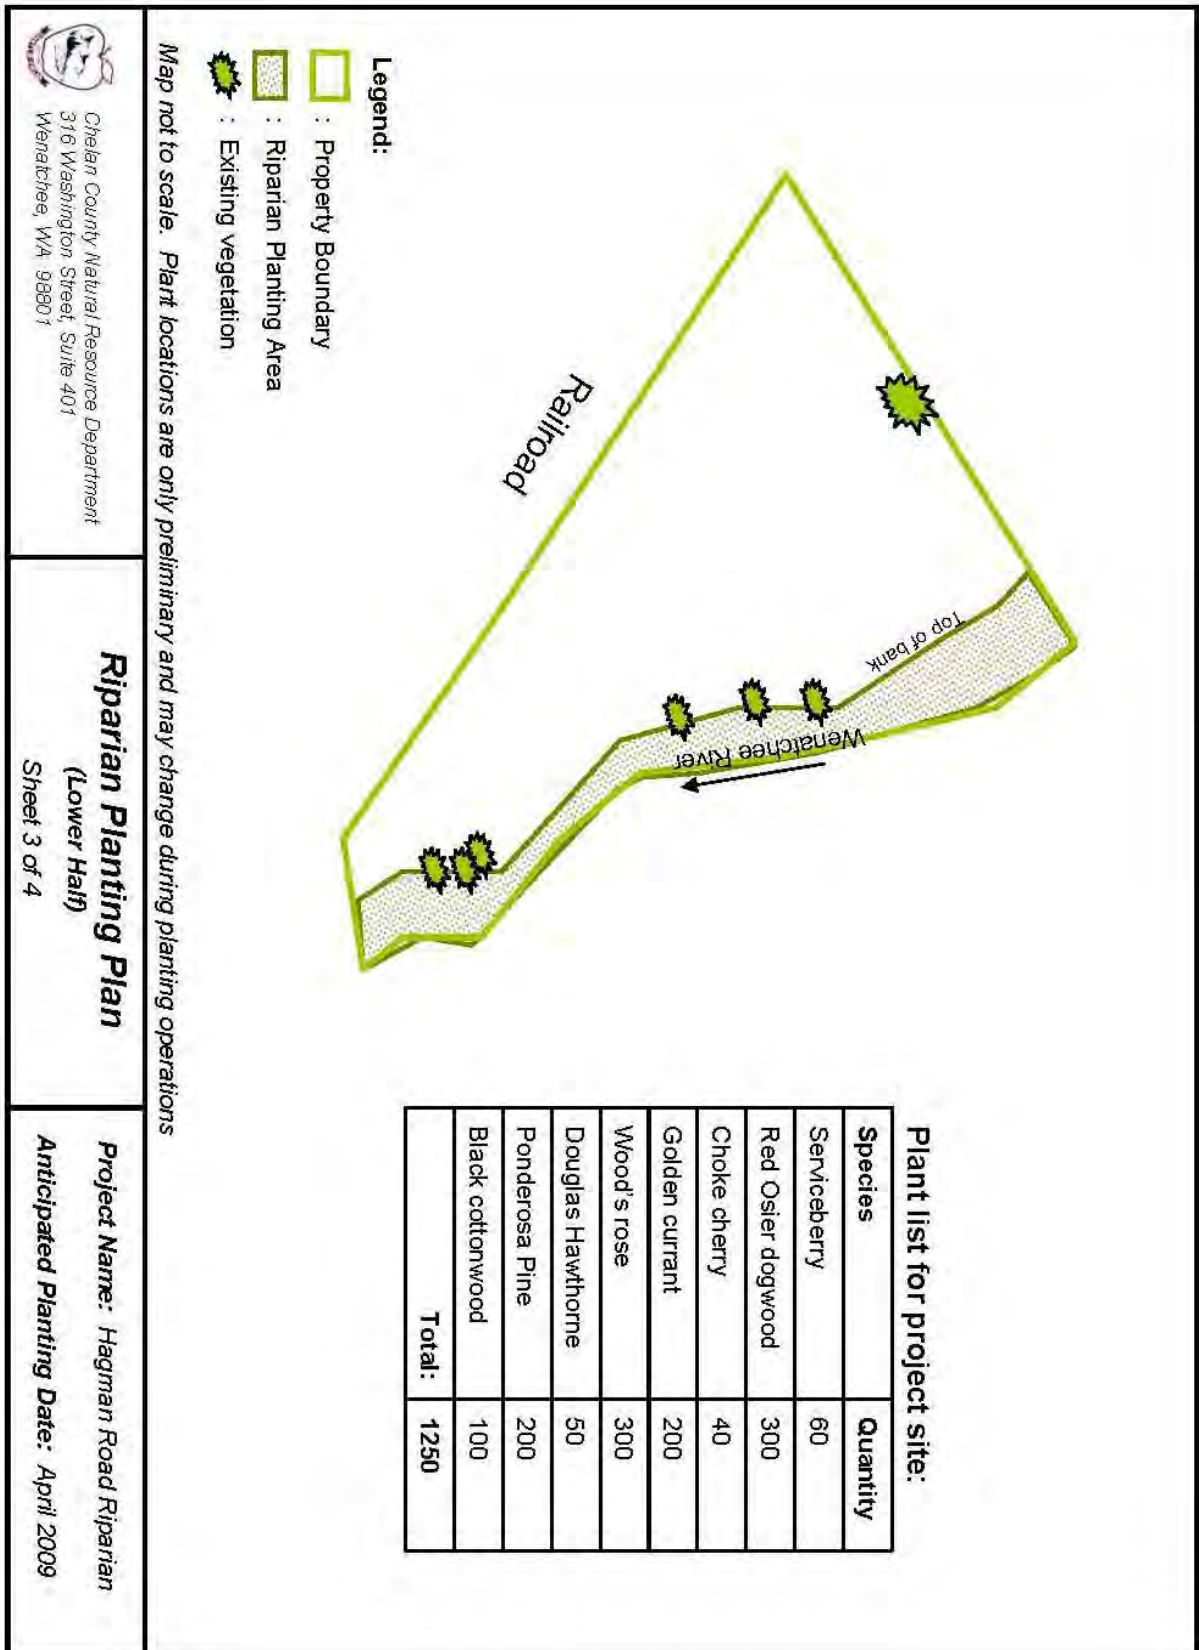 Plant list for project site:
Species Quantity
Serviceberry 60
Red Osier dogwood 300
Choke cherry 40
Golden currant 200
Wood's rose 300
Douglas Hawthorne 50
Ponderosa Pine 200
Black cottonwood 100
Total: 1250
Top of bank
Wenatchee River
Railroad
Legend:
: Property Boundary
: Riparian Planting Area
: Existing vegetation
Map not to scale. Plant locations are only preliminary and may change during planting operations
Chelan County Natural Resource Department
316 Washington Street, Suite 401
Wenatchee, WA 98801
Riparian Planting Plan
(Lower Half)
Sheet 3 of 4
Project Name: Hagman Road Riparian
Anticipated Planting Date: April 2009